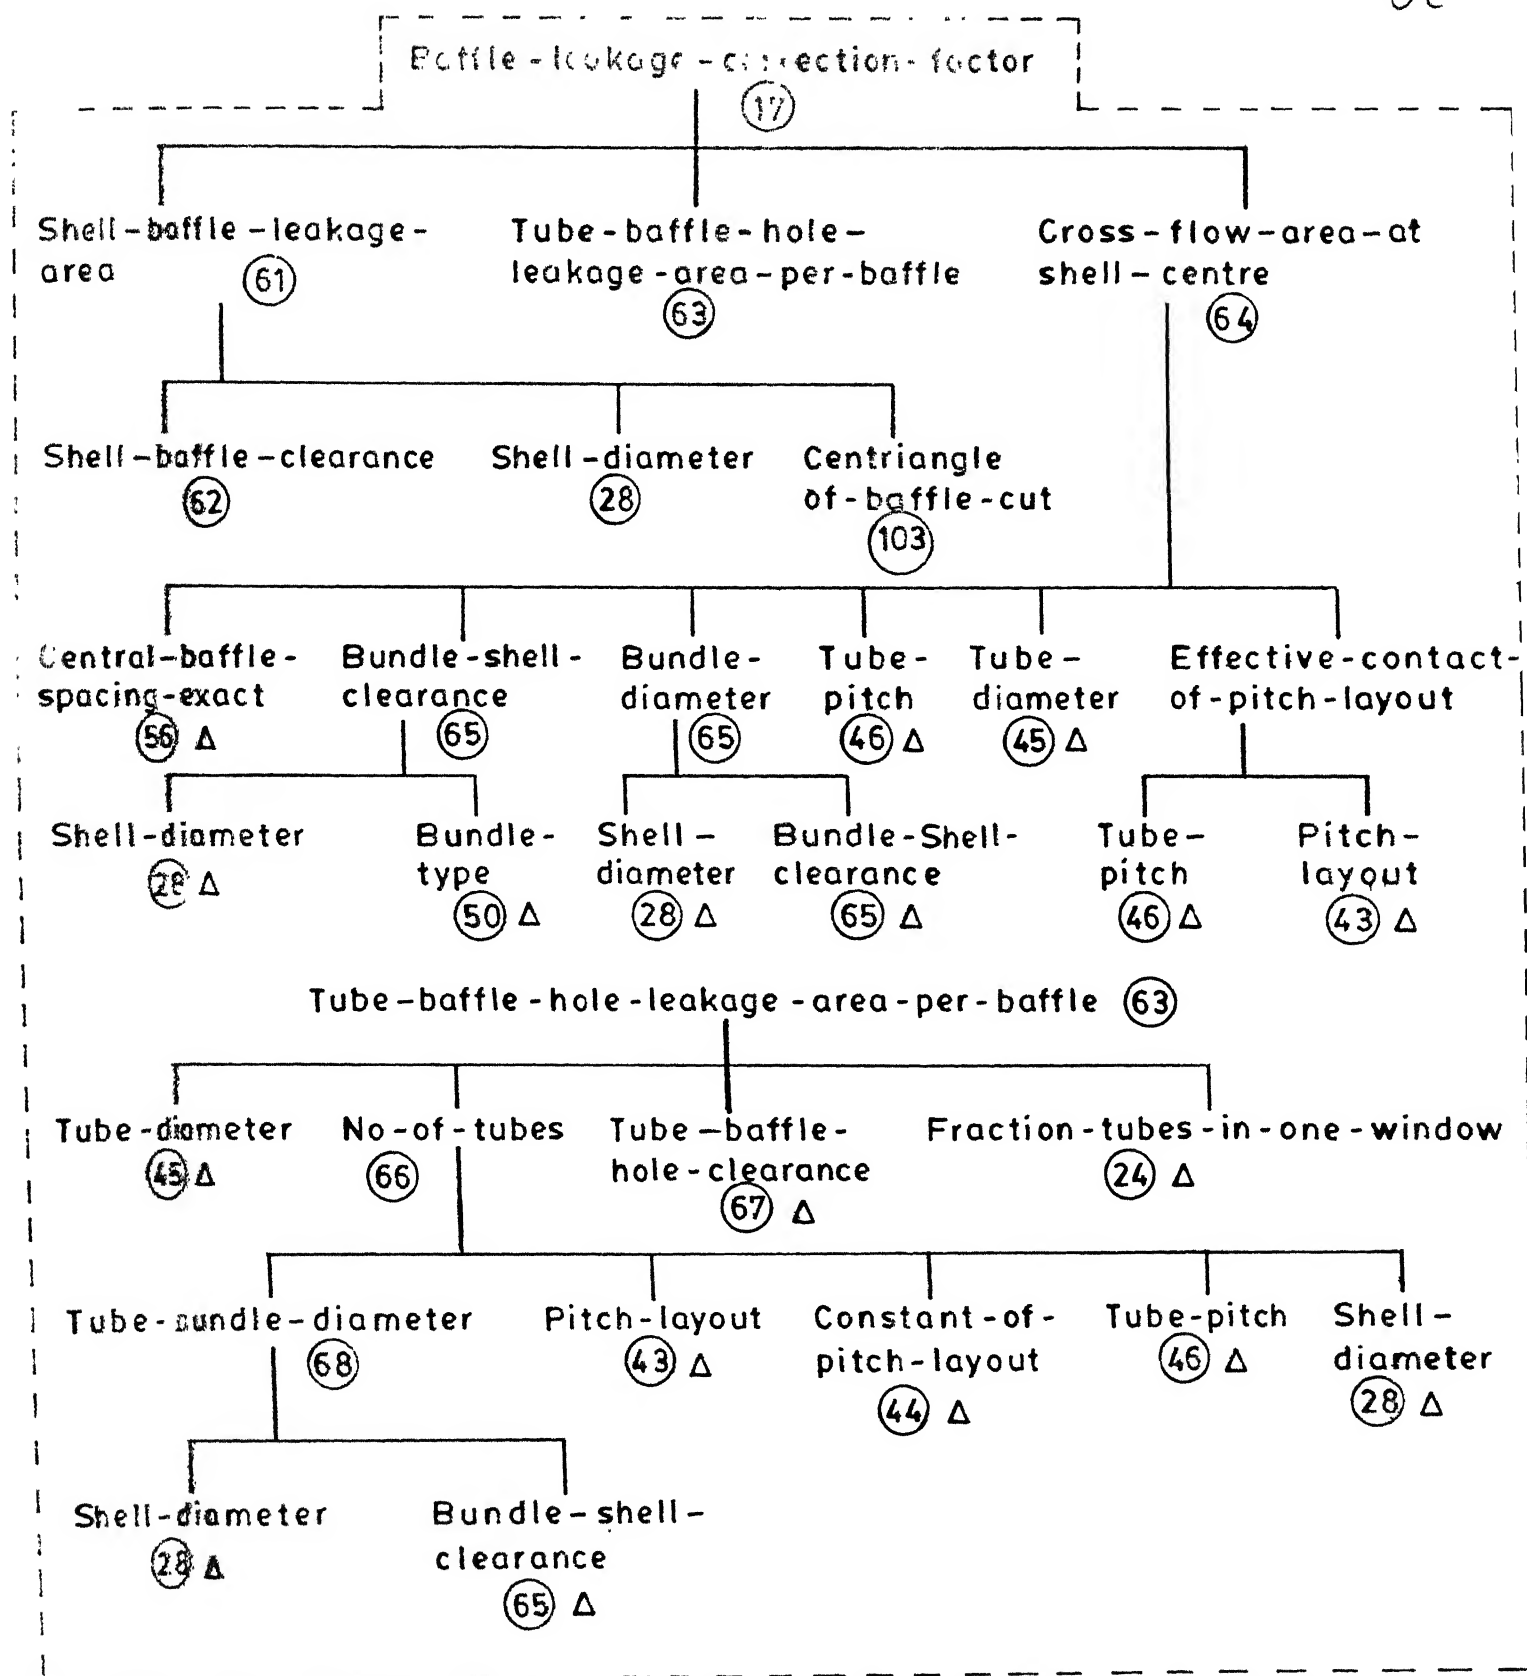 Baffle-leakage-correction-factor
17
Shell-baffle-leakage-
area 61
Tube-baffle-hole-
leakage-area-per-baffle
63
Cross-flow-area-at
shell-centre
64
Shell-baffle-clearance
62
Shell-diameter
28
Centriangle
of-baffle-cut
103
Central-baffle-
spacing-exact
56 Δ
Bundle-shell-
clearance
65
Bundle-
diameter
65
Tube-
pitch
46 Δ
Tube-
diameter
45 Δ
Effective-contact-
of-pitch-layout
Shell-diameter
28 Δ
Bundle-
type
50 Δ
Shell-
diameter
28 Δ
Bundle-Shell-
clearance
65 Δ
Tube-
pitch
46 Δ
Pitch-
layout
43 Δ
Tube-baffle-hole-leakage-area-per-baffle 63
Tube-diameter
45 Δ
No-of-tubes
66
Tube-baffle-
hole-clearance
67 Δ
Fraction-tubes-in-one-window
24 Δ
Tube-bundle-diameter
68
Pitch-layout
43 Δ
Constant-of-
pitch-layout
44 Δ
Tube-pitch
46 Δ
Shell-
diameter
28 Δ
Shell-diameter
28 Δ
Bundle-shell-
clearance
65 Δ